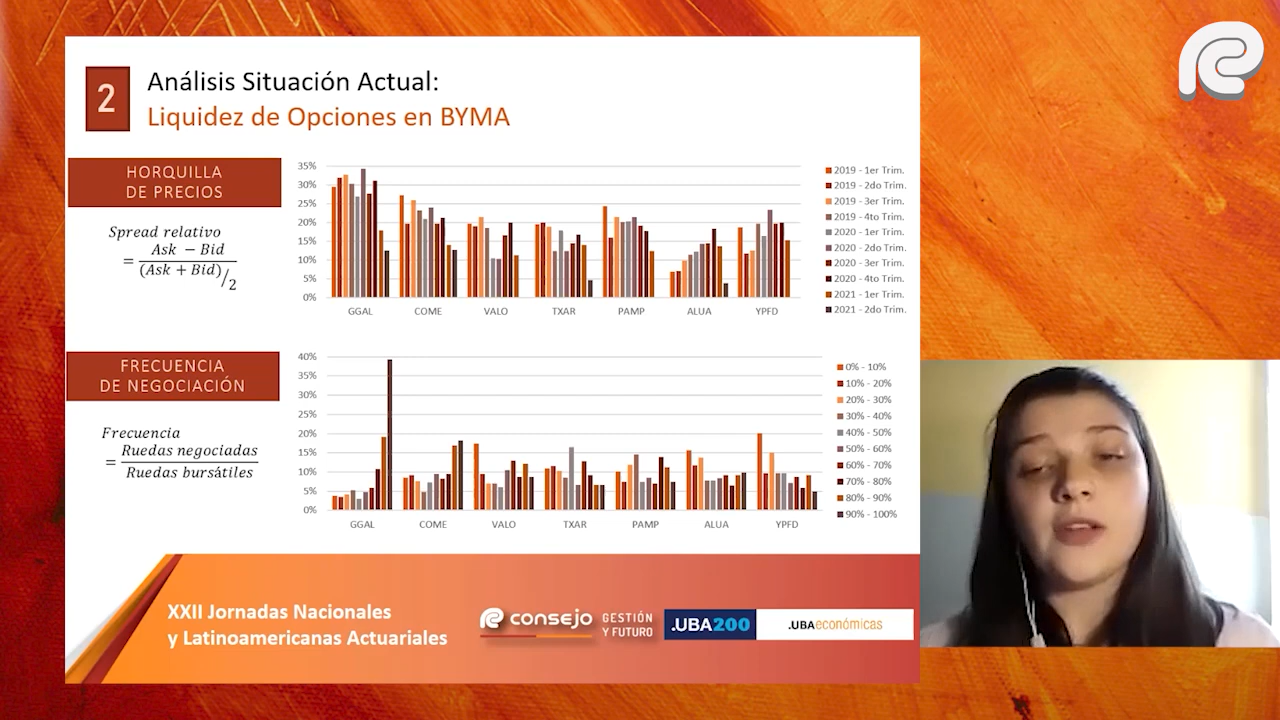 2
Análisis Situación Actual:
Liquidez de Opciones en BYMA
HORQUILLA
DE PRECIOS
Spread relativo
= Ask − Bid
(Ask + Bid)/2
35%
30%
25%
20%
15%
10%
5%
0%
GGAL COME VALO TXAR PAMP ALUA YPFD
2019 - 1er Trim.
2019 - 2do Trim.
2019 - 3er Trim.
2019 - 4to Trim.
2020 - 1er Trim.
2020 - 2do Trim.
2020 - 3er Trim.
2020 - 4to Trim.
2021 - 1er Trim.
2021 - 2do Trim.
FRECUENCIA
DE NEGOCIACIÓN
Frecuencia
= Ruedas negociadas
Ruedas bursátiles
40%
35%
30%
25%
20%
15%
10%
5%
0%
GGAL COME VALO TXAR PAMP ALUA YPFD
0% - 10%
10% - 20%
20% - 30%
30% - 40%
40% - 50%
50% - 60%
60% - 70%
70% - 80%
80% - 90%
90% - 100%
XXII Jornadas Nacionales
y Latinoamericanas Actuariales
consejo
GESTIÓN
Y FUTURO
.UBA200
.UBAeconómicas